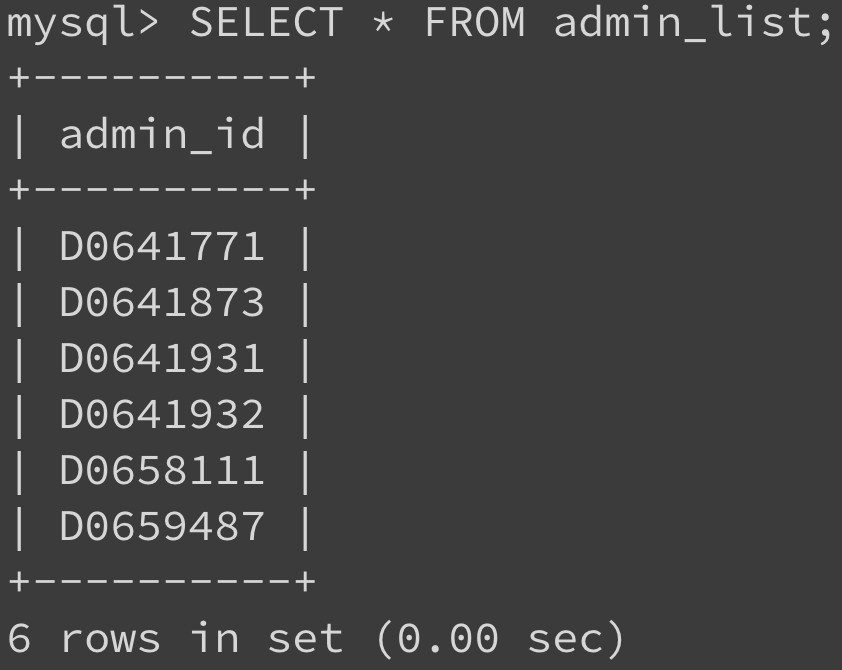 mysql> SELECT * FROM admin_list;
+----------+
| admin_id |
+----------+
| D0641771 |
| D0641873 |
| D0641931 |
| D0641932 |
| D0658111 |
| D0659487 |
+----------+
6 rows in set (0.00 sec)